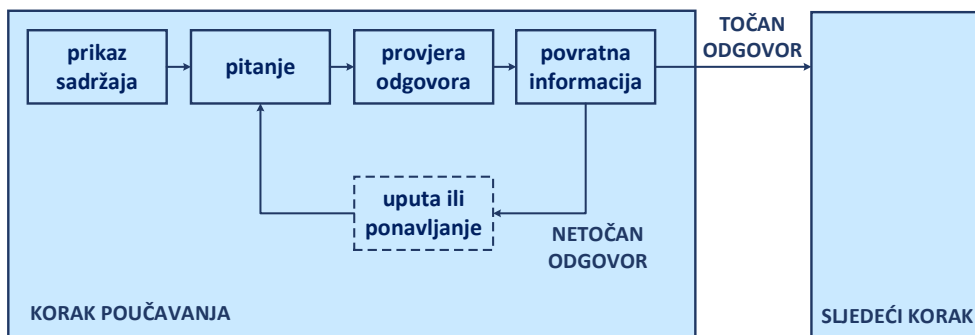 prikaz
sadržaja
pitanje
provjera
odgovora
povratna
informacija
TOČAN
ODGOVOR
uputa ili
ponavljanje
NETOČAN
ODGOVOR
KORAK POUČAVANJA
SLJEDEĆI KORAK